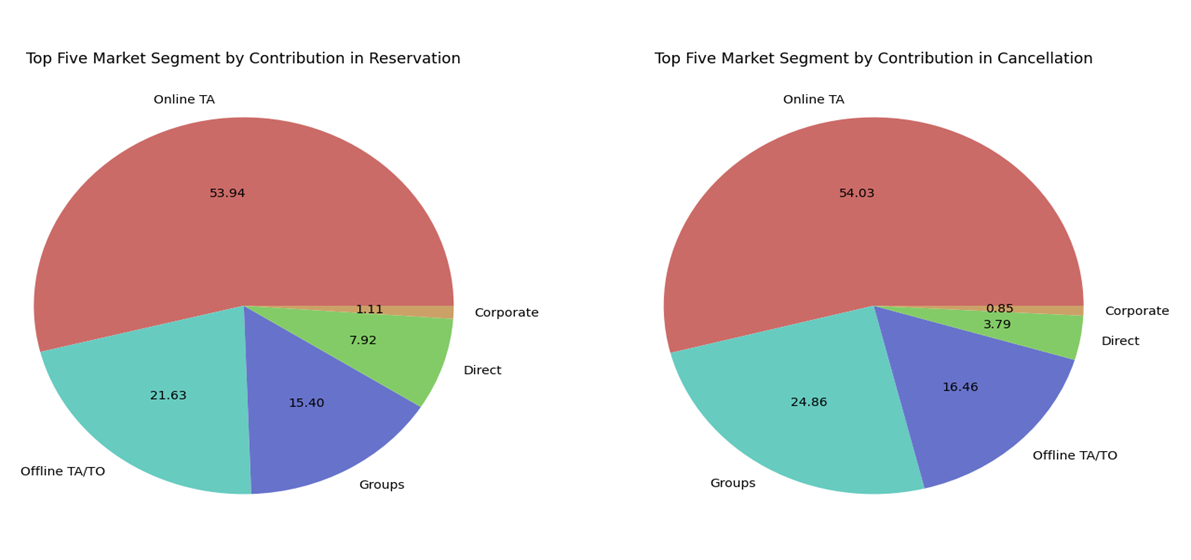 Top Five Market Segment by Contribution in Reservation
Online TA
53.94
1.11
Corporate
7.92
Direct
21.63
15.40
Offline TA/TO
Groups
Top Five Market Segment by Contribution in Cancellation
Online TA
54.03
0.85
Corporate
3.79
Direct
16.46
24.86
Offline TA/TO
Groups